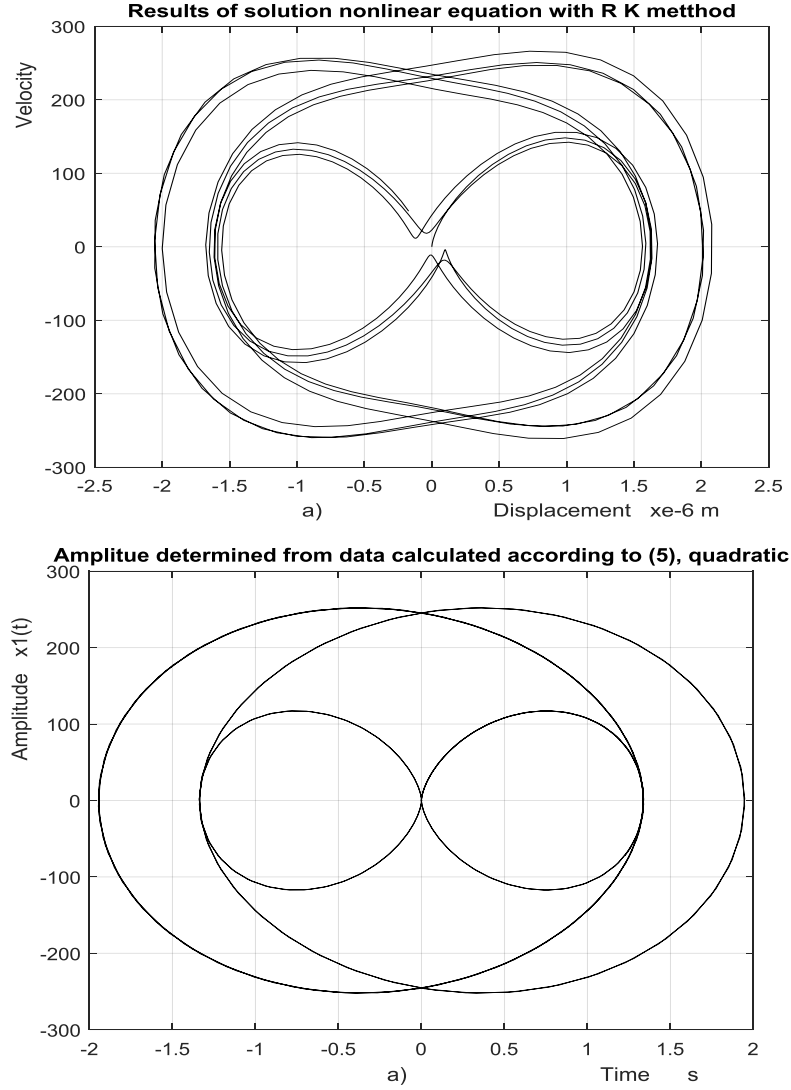 Results of solution nonlinear equation with R K metthod
300
200
100
0
-100
-200
-300
Velocity
-2.5 -2 -1.5 -1 -0.5 0 0.5 1 1.5 2 2.5
a) Displacement xe-6 m
Amplitue determined from data calculated according to (5), quadratic
300
200
100
0
-100
-200
-300
Amplitude x1(t)
-2 -1.5 -1 -0.5 0 0.5 1 1.5 2
a) Time s